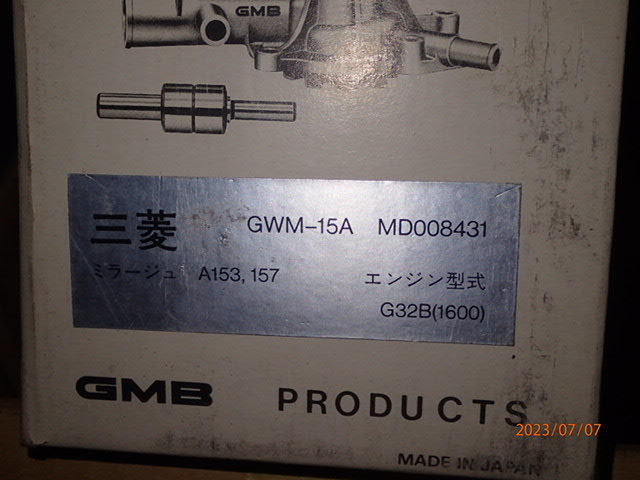 GMB
三菱 GWM-15A MD008431
ミラージュ A153, 157 エンジン型式
G32B(1600)
GMB PRODUCTS
2023/07/07
MADE IN JAPAN